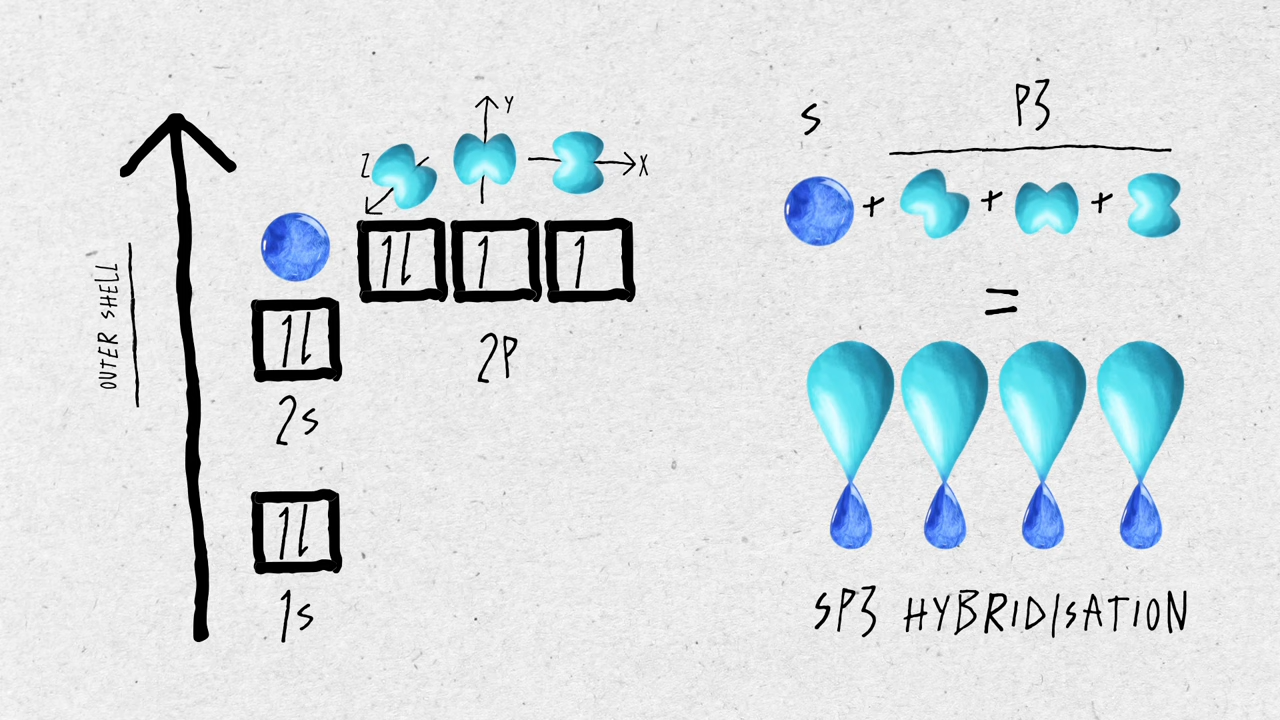 OUTER SHELL
Z
Y
X
1l
1
1
2P
1l
2s
1l
1s
s
P3
+
+
+
=
SP3 HYBRIDISATION